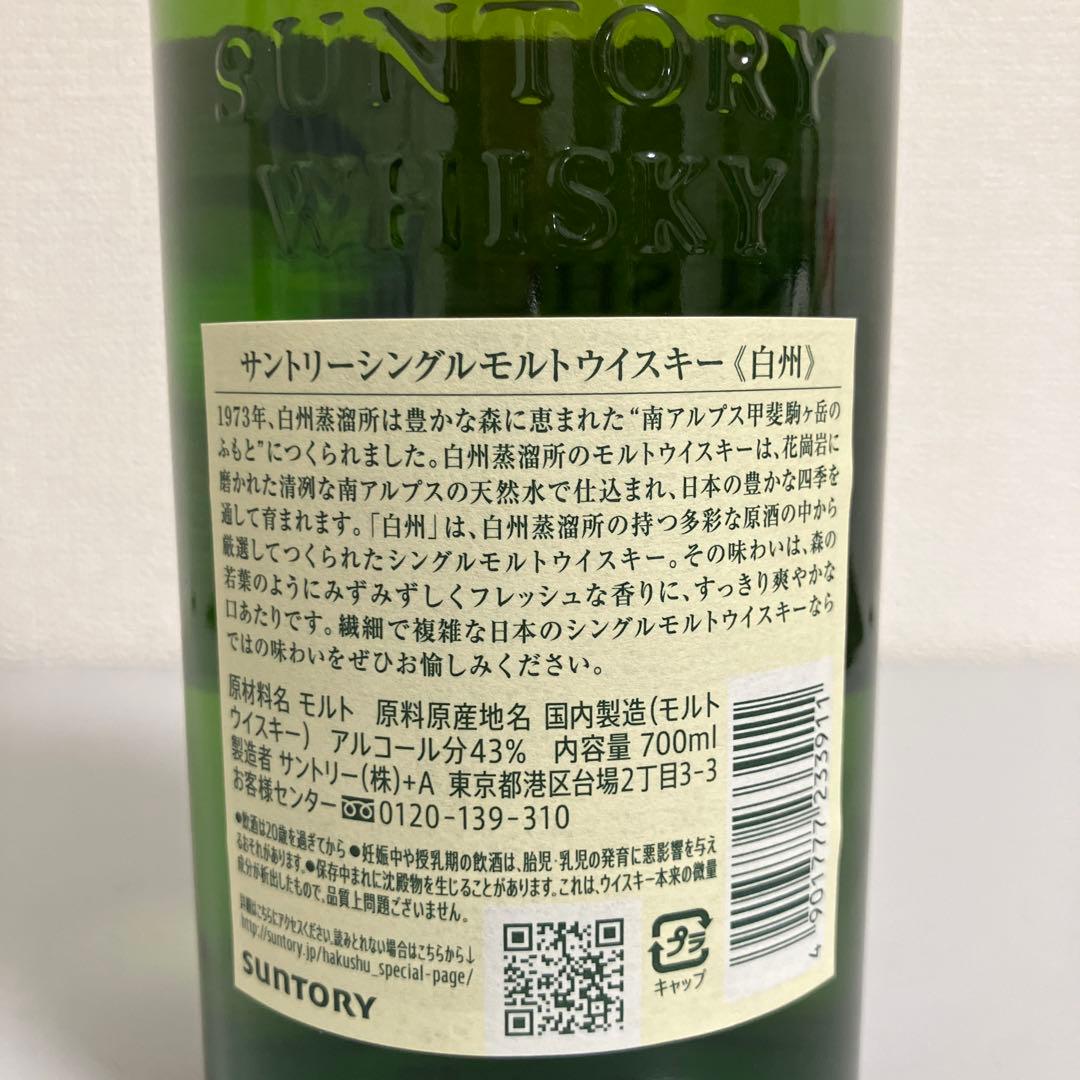 SUNTORY
WHISKY
サントリーシングルモルトウイスキー《白州》
1973年、白州蒸溜所は豊かな森に恵まれた“南アルプス甲斐駒ヶ岳の
ふもと”につくられました。白州蒸溜所のモルトウイスキーは、花崗岩に
磨かれた清冽な南アルプスの天然水で仕込まれ、日本の豊かな四季を
通して育まれます。「白州」は、白州蒸溜所の持つ多彩な原酒の中から
厳選してつくられたシングルモルトウイスキー。その味わいは、森の
若葉のようにみずみずしくフレッシュな香りに、すっきり爽やかな
口あたりです。繊細で複雑な日本のシングルモルトウイスキーなら
ではの味わいをぜひお愉しみください。
原材料名 モルト 原料原産地名 国内製造(モルト
ウイスキー) アルコール分43% 内容量 700ml
製造者 サントリー(株)+A 東京都港区台場2丁目3-3
お客様センター 0120-139-310
●飲酒は20歳を過ぎてから ●妊娠中や授乳期の飲酒は、胎児・乳児の発育に悪影響を与え
るおそれがあります。●保存中まれに沈殿物を生じることがあります。これは、ウイスキー本来の微量
成分が析出したもので、品質上問題ございません。
詳細はこちらにアクセスください。読みとれない場合はこちらから↓
http://suntory.jp/hakushu_special-page/
SUNTORY
プラ
キャップ
4 901777 233911